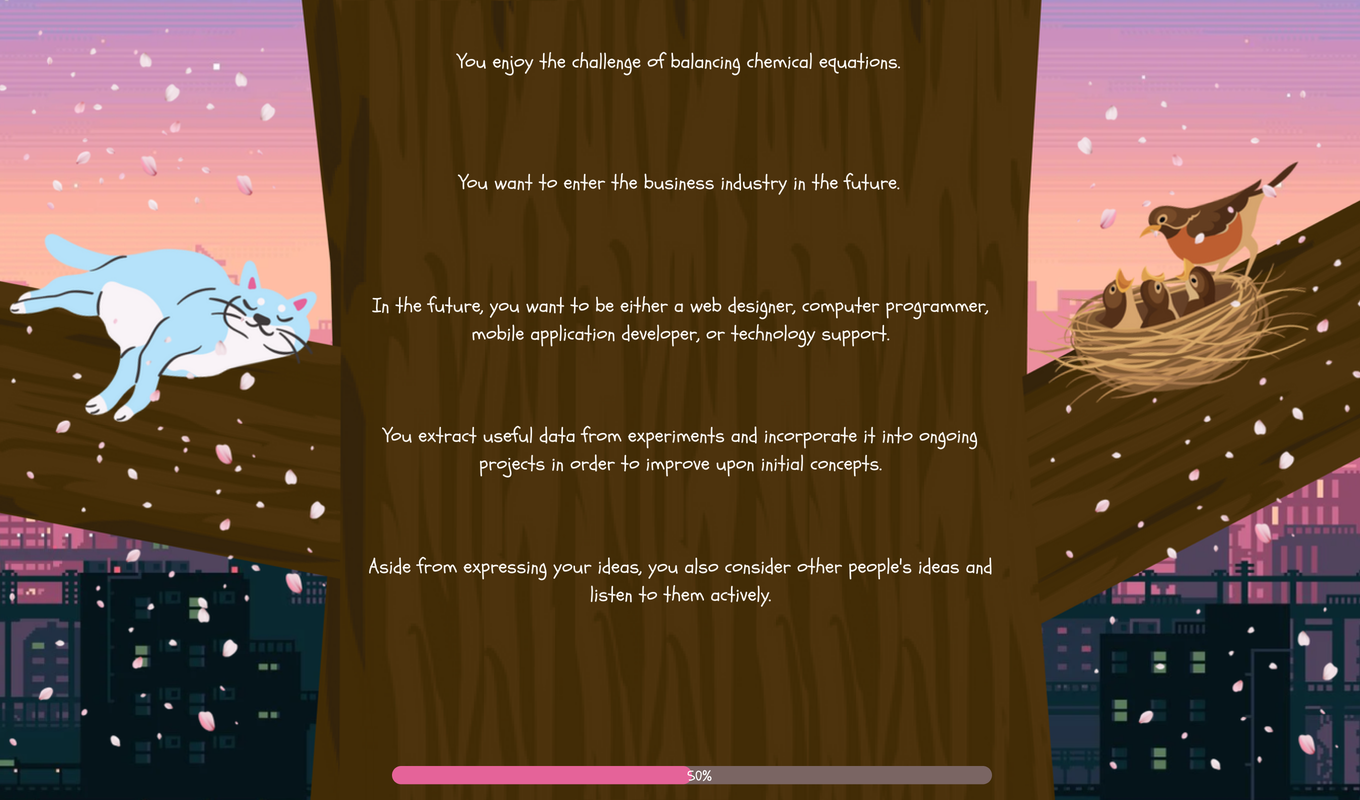 You enjoy the challenge of balancing chemical equations.
You want to enter the business industry in the future.
In the future, you want to be either a web designer, computer programmer,
mobile application developer, or technology support.
You extract useful data from experiments and incorporate it into ongoing
projects in order to improve upon initial concepts.
Aside from expressing your ideas, you also consider other people's ideas and
listen to them actively.
50%